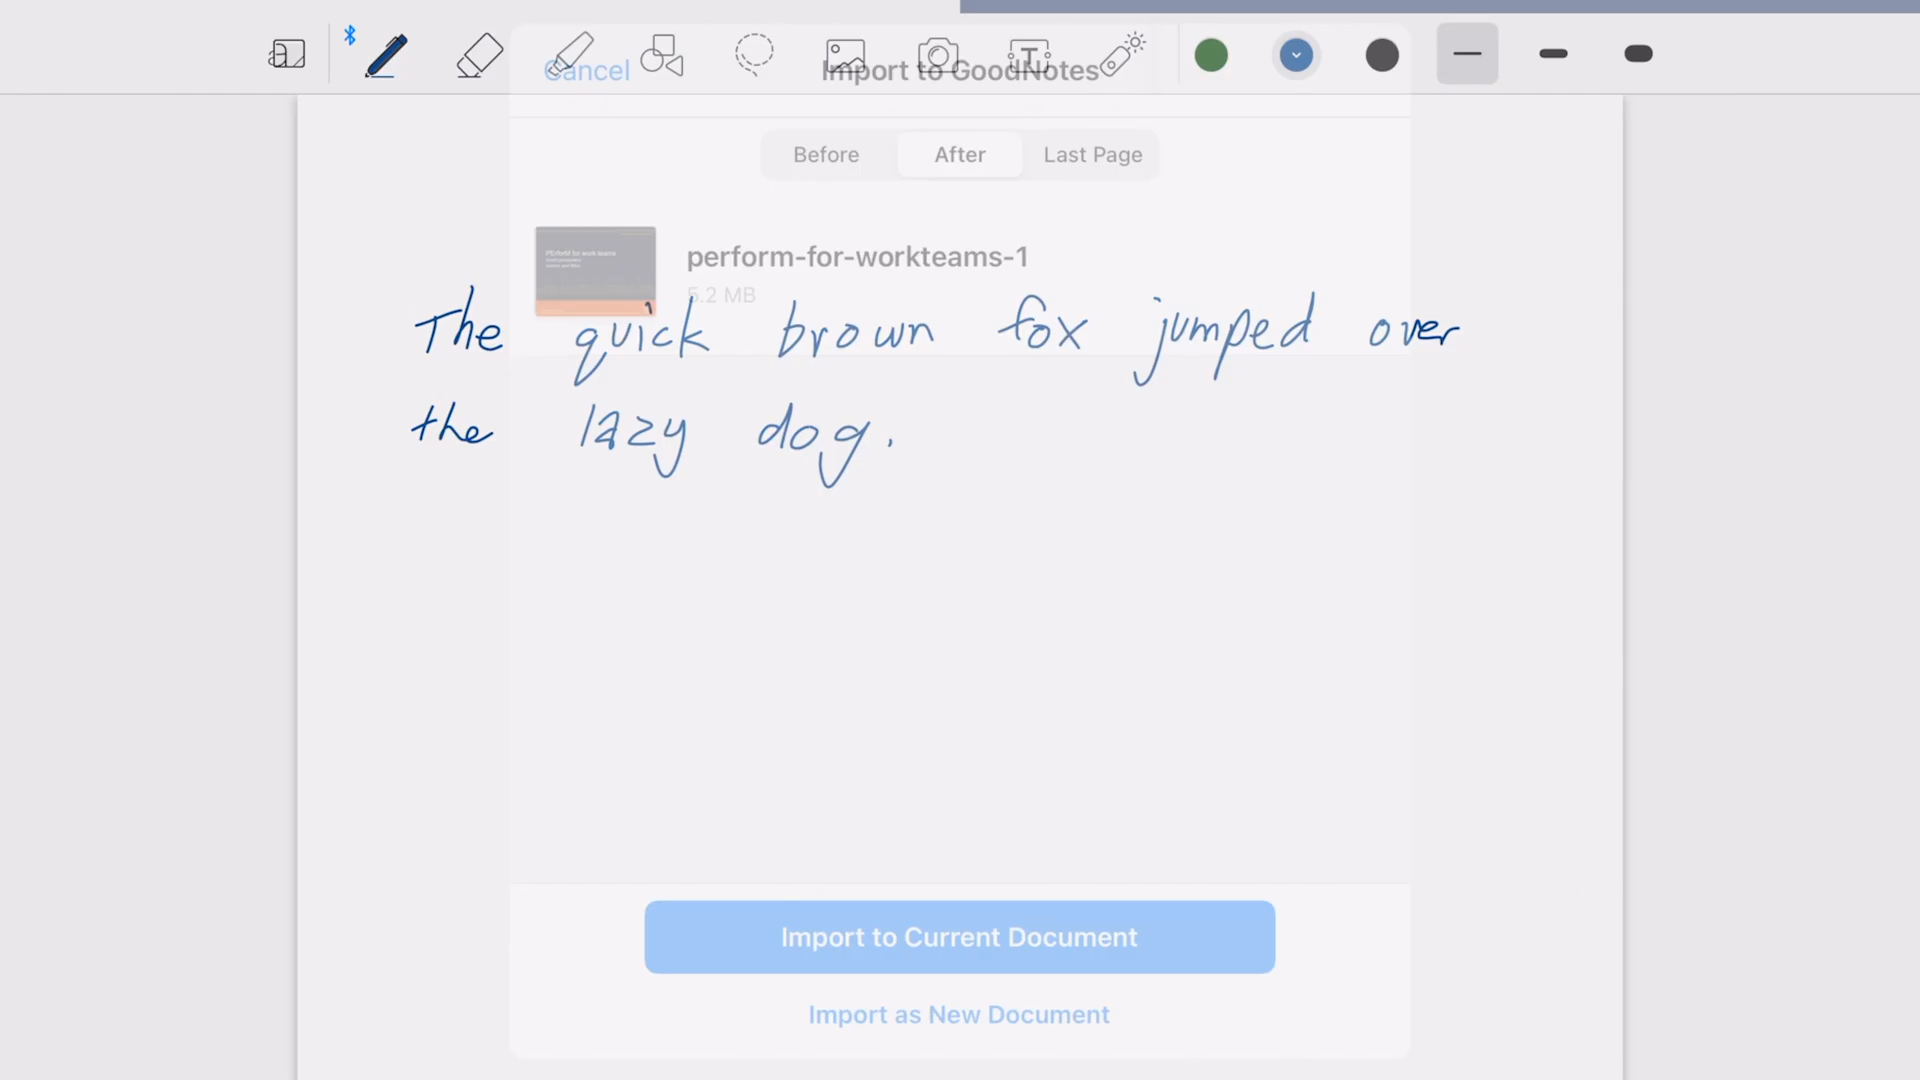 Cancel Import to GoodNotes
Before After Last Page
perform-for-workteams-1
5.2 MB
The quick brown fox jumped over
the lazy dog.
Import to Current Document
Import as New Document